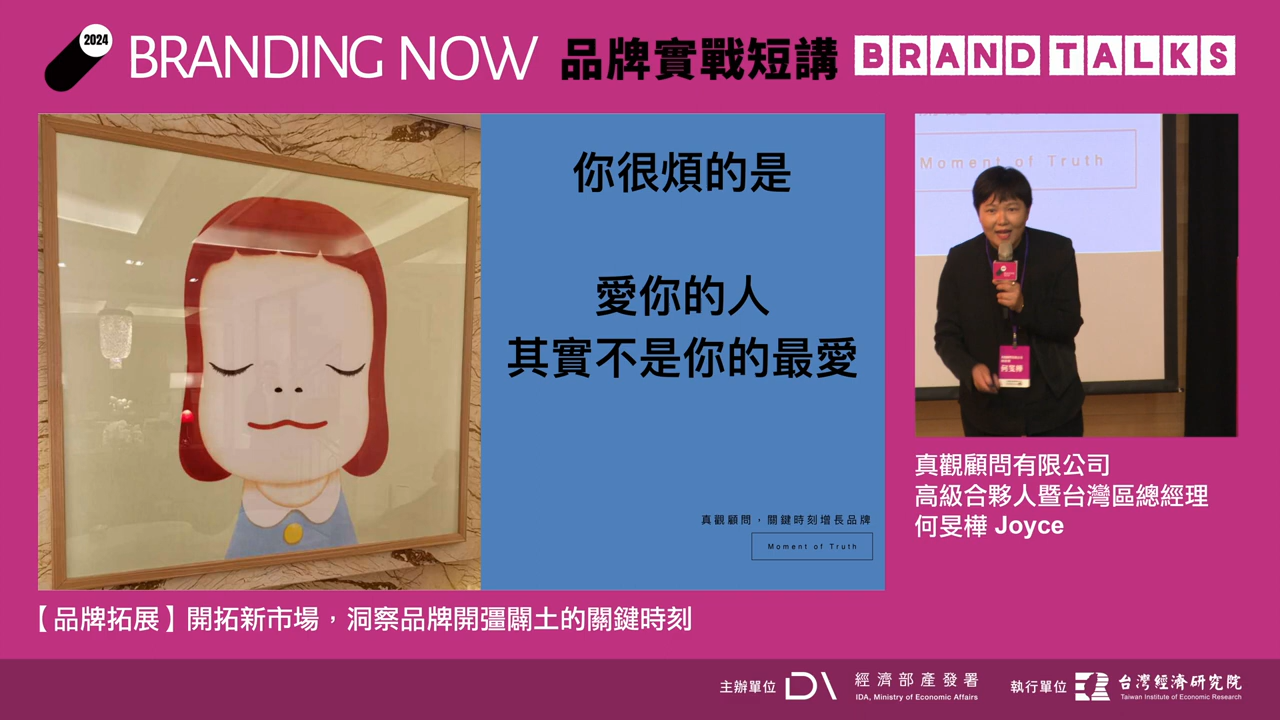 2024
BRANDING NOW 品牌實戰短講 BRAND TALKS
你很煩的是
愛你的人
其實不是你的最愛
真觀顧問,關鍵時刻增長品牌
Moment of Truth
Moment of Truth
何旻樺
真觀顧問有限公司
高級合夥人暨台灣區總經理
何旻樺 Joyce
【品牌拓展】開拓新市場,洞察品牌開彊闢土的關鍵時刻
主辦單位 IDA 經濟部產發署
IDA, Ministry of Economic Affairs
執行單位 台灣經濟研究院
Taiwan Institute of Economic Research